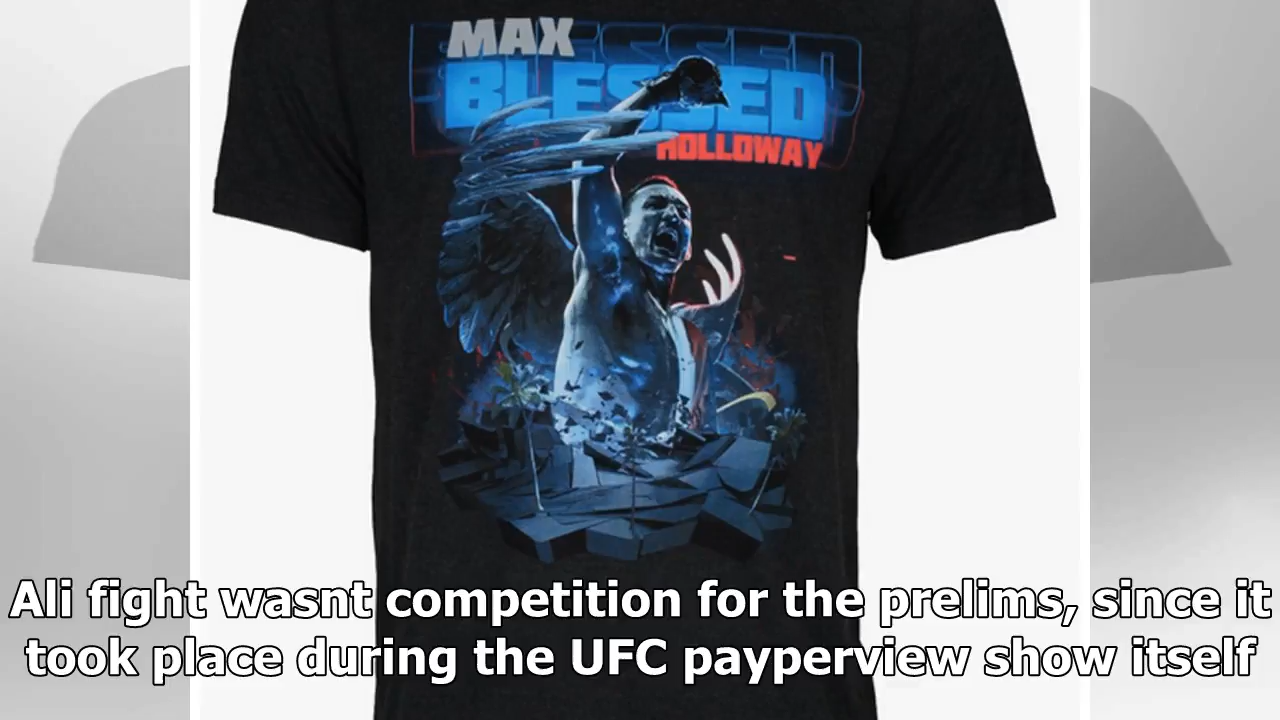 MAX
BLESSED
BLESSED
HOLLOWAY
Ali fight wasnt competition for the prelims, since it
took place during the UFC payperview show itself